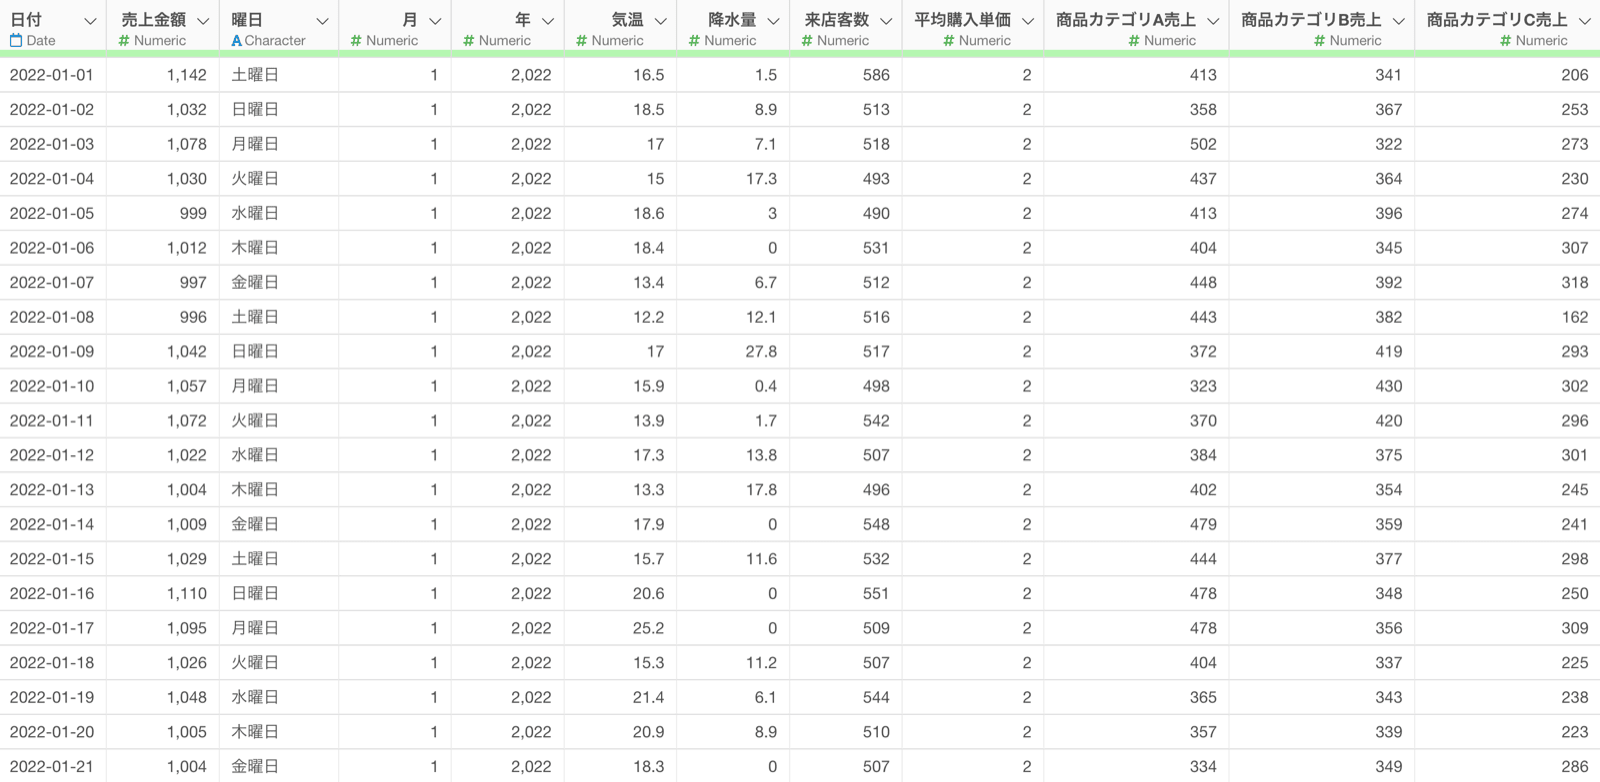 日付 売上金額 曜日 月 年 気温 降水量 来店客数 平均購入単価 商品カテゴリA売上 商品カテゴリB売上 商品カテゴリC売上
Date # Numeric A Character # Numeric # Numeric # Numeric # Numeric # Numeric # Numeric # Numeric # Numeric # Numeric
2022-01-01 1,142 土曜日 1 2,022 16.5 1.5 586 2 413 341 206
2022-01-02 1,032 日曜日 1 2,022 18.5 8.9 513 2 358 367 253
2022-01-03 1,078 月曜日 1 2,022 17 7.1 518 2 502 322 273
2022-01-04 1,030 火曜日 1 2,022 15 17.3 493 2 437 364 230
2022-01-05 999 水曜日 1 2,022 18.6 3 490 2 413 396 274
2022-01-06 1,012 木曜日 1 2,022 18.4 0 531 2 404 345 307
2022-01-07 997 金曜日 1 2,022 13.4 6.7 512 2 448 392 318
2022-01-08 996 土曜日 1 2,022 12.2 12.1 516 2 443 382 162
2022-01-09 1,042 日曜日 1 2,022 17 27.8 517 2 372 419 293
2022-01-10 1,057 月曜日 1 2,022 15.9 0.4 498 2 323 430 302
2022-01-11 1,072 火曜日 1 2,022 13.9 1.7 542 2 370 420 296
2022-01-12 1,022 水曜日 1 2,022 17.3 13.8 507 2 384 375 301
2022-01-13 1,004 木曜日 1 2,022 13.3 17.8 496 2 402 354 245
2022-01-14 1,009 金曜日 1 2,022 17.9 0 548 2 479 359 241
2022-01-15 1,029 土曜日 1 2,022 15.7 11.6 532 2 444 377 298
2022-01-16 1,110 日曜日 1 2,022 20.6 0 551 2 478 348 250
2022-01-17 1,095 月曜日 1 2,022 25.2 0 509 2 478 356 309
2022-01-18 1,026 火曜日 1 2,022 15.3 11.2 507 2 404 337 225
2022-01-19 1,048 水曜日 1 2,022 21.4 6.1 544 2 365 343 238
2022-01-20 1,005 木曜日 1 2,022 20.9 8.9 510 2 357 339 223
2022-01-21 1,004 金曜日 1 2,022 18.3 0 507 2 334 349 286